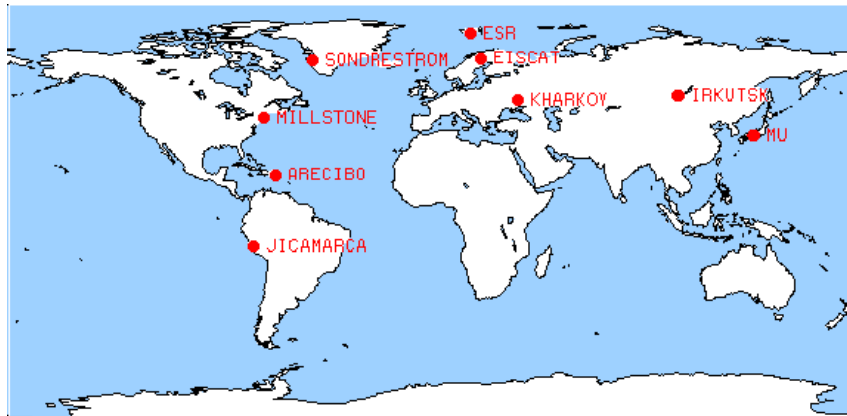 ESR
SONDRESTROM
EISCAT
KHARKOV
IRKUTSK
MILLSTONE
MU
ARECIBO
JICAMARCA